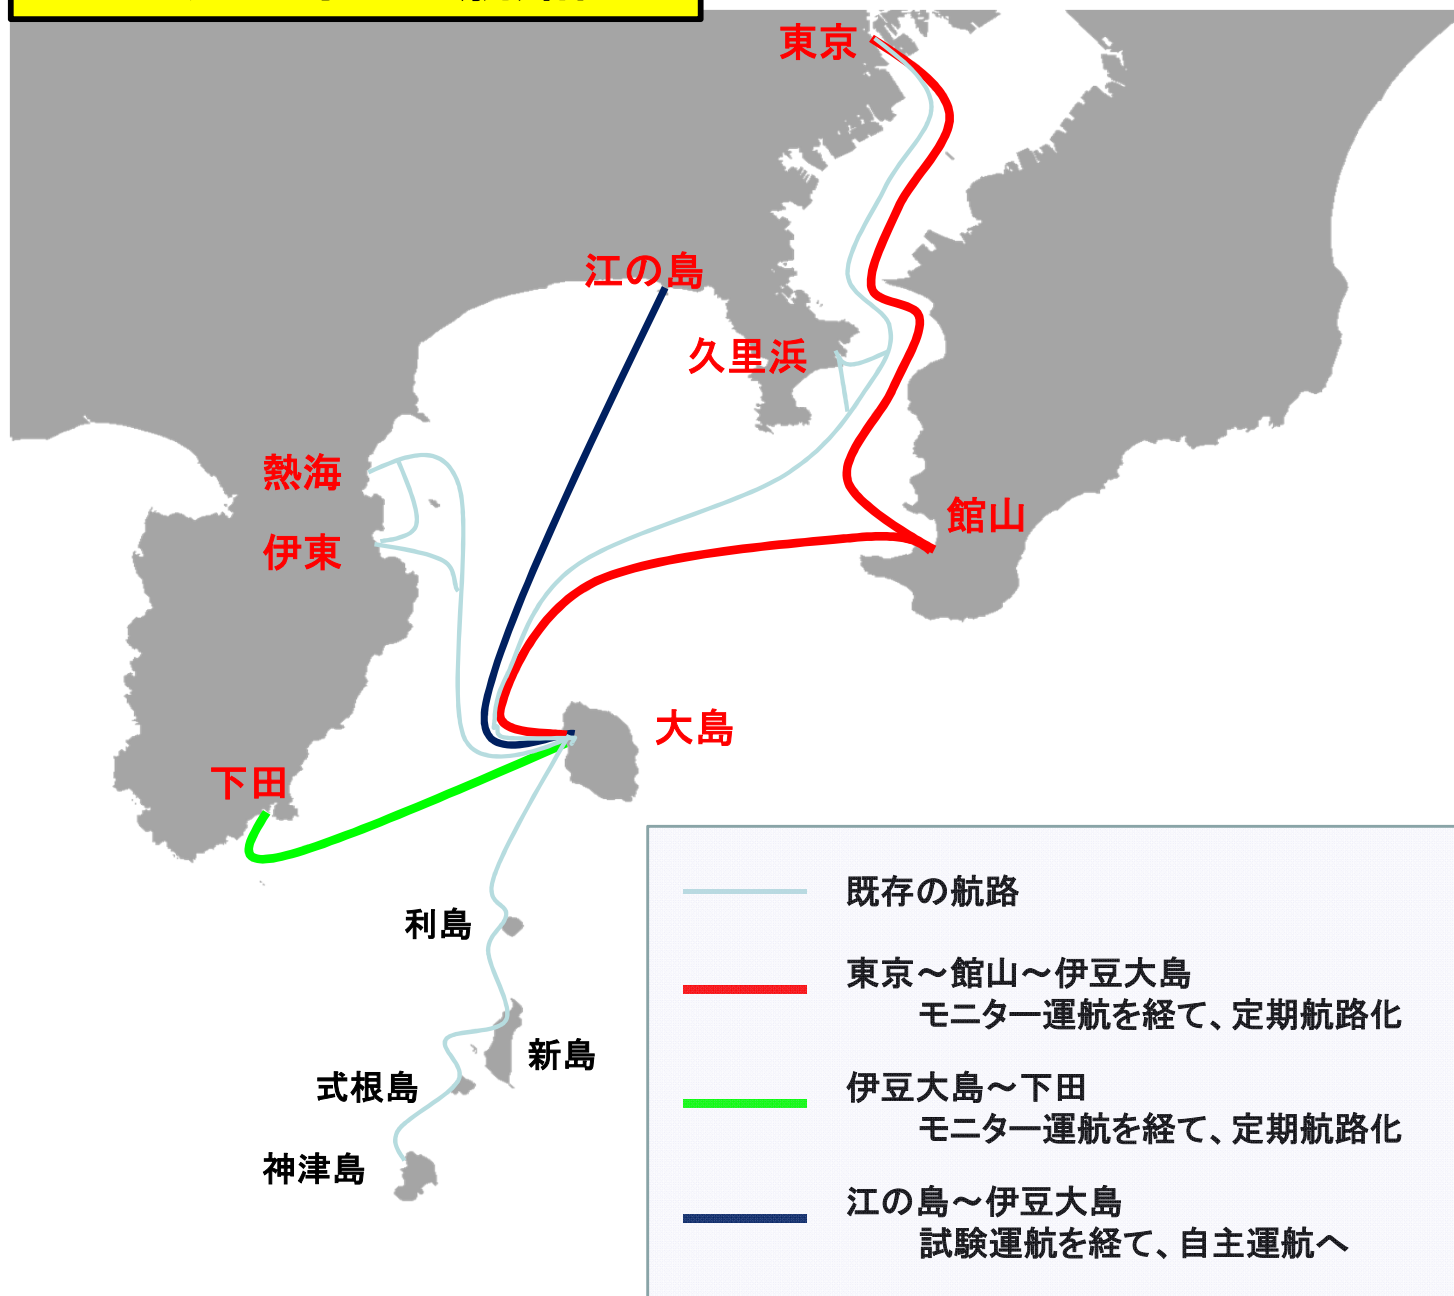 東京
江の島
久里浜
熱海
館山
伊東
大島
下田
利島
新島
式根島
神津島
既存の航路
東京～館山～伊豆大島
モニター運航を経て、定期航路化
伊豆大島～下田
モニター運航を経て、定期航路化
江の島～伊豆大島
試験運航を経て、自主運航へ